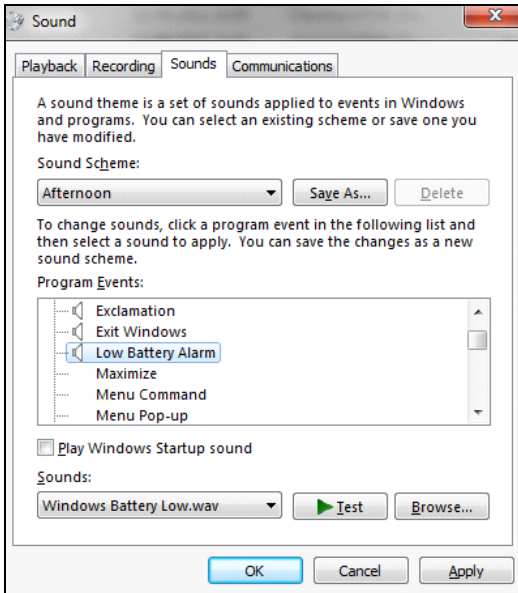 Sound
Playback Recording Sounds Communications
A sound theme is a set of sounds applied to events in Windows
and programs. You can select an existing scheme or save one you
have modified.
Sound Scheme:
Afternoon Save As... Delete
To change sounds, click a program event in the following list and
then select a sound to apply. You can save the changes as a new
sound scheme.
Program Events:
Exclamation
Exit Windows
Low Battery Alarm
Maximize
Menu Command
Menu Pop-up
Play Windows Startup sound
Sounds:
Windows Battery Low.wav Test Browse...
OK Cancel Apply